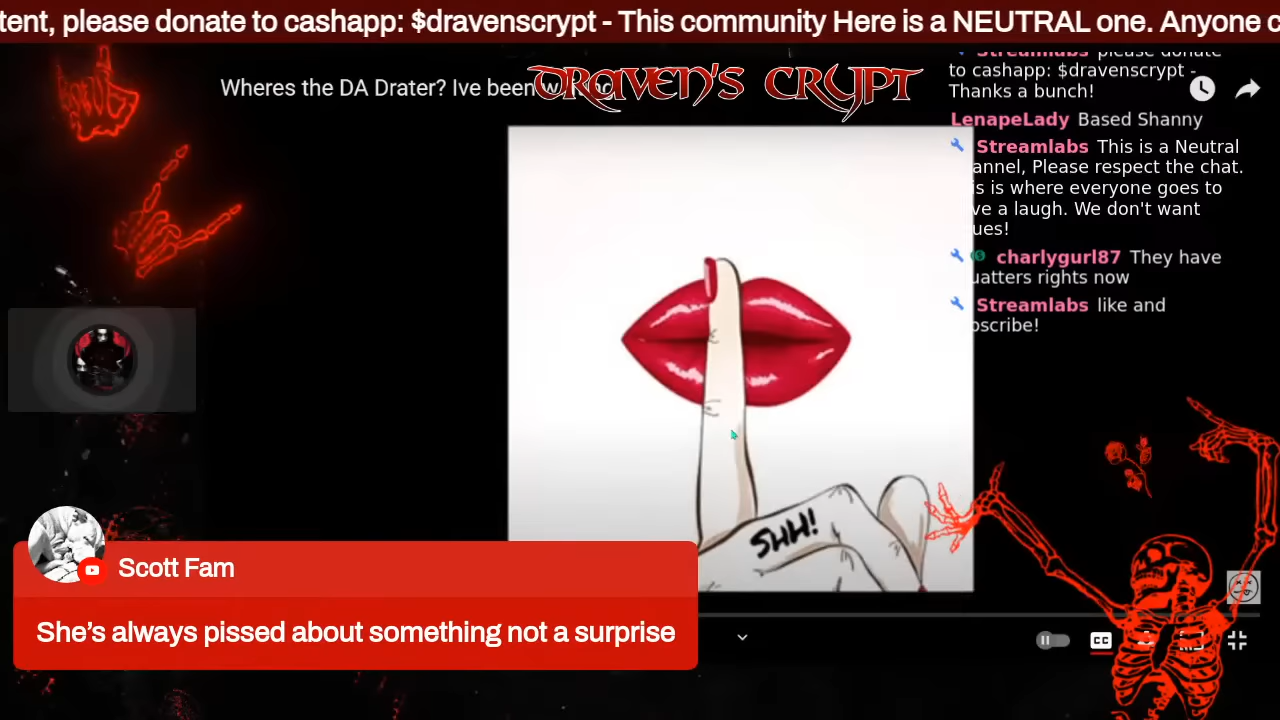 tent, please donate to cashapp: $dravenscrypt - This community Here is a NEUTRAL one. Anyone c
Wheres the DA Drater? Ive been
DRAVEN'S CRYPT
Streamlabs please donate
to cashapp: $dravenscrypt -
Thanks a bunch!
LenapeLady Based Shanny
Streamlabs This is a Neutral
annel, Please respect the chat.
is is where everyone goes to
ve a laugh. We don't want
ues!
charlygurl87 They have
uatters rights now
Streamlabs like and
oscribe!
SHH!
Scott Fam
She's always pissed about something not a surprise
CC